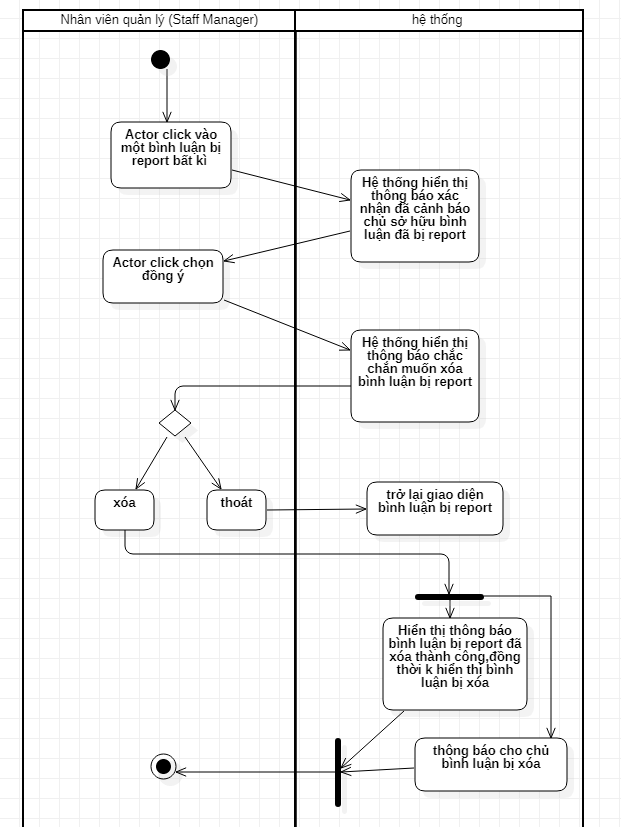 Nhân viên quản lý (Staff Manager)
hệ thống
Actor click vào
một bình luận bị
report bất kì
Hệ thống hiển thị
thông báo xác
nhận đã cảnh báo
chủ sở hữu bình
luận đã bị report
Actor click chọn
đồng ý
Hệ thống hiển thị
thông báo chắc
chắn muốn xóa
bình luận bị report
xóa
thoát
trở lại giao diện
bình luận bị report
Hiển thị thông báo
bình luận bị report đã
xóa thành công,đồng
thời k hiển thị bình
luận bị xóa
thông báo cho chủ
bình luận bị xóa